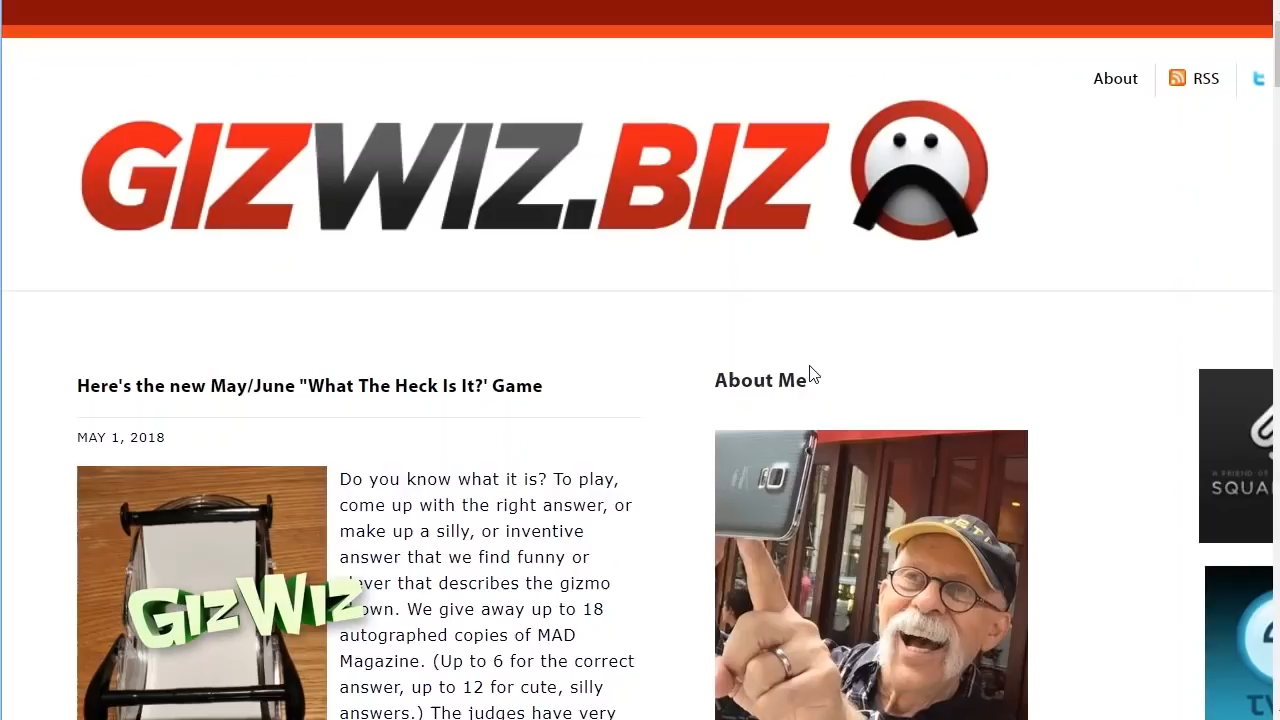 About
RSS
GIZWIZ.BIZ
Here's the new May/June "What The Heck Is It?' Game
About Me
MAY 1, 2018
Do you know what it is? To play,
come up with the right answer, or
make up a silly, or inventive
answer that we find funny or
that describes the gizmo
GIZWIZ
We give away up to 18
autographed copies of MAD
Magazine. (Up to 6 for the correct
answer, up to 12 for cute, silly
answers.) The judges have very
A FRIEND OF
SQUA